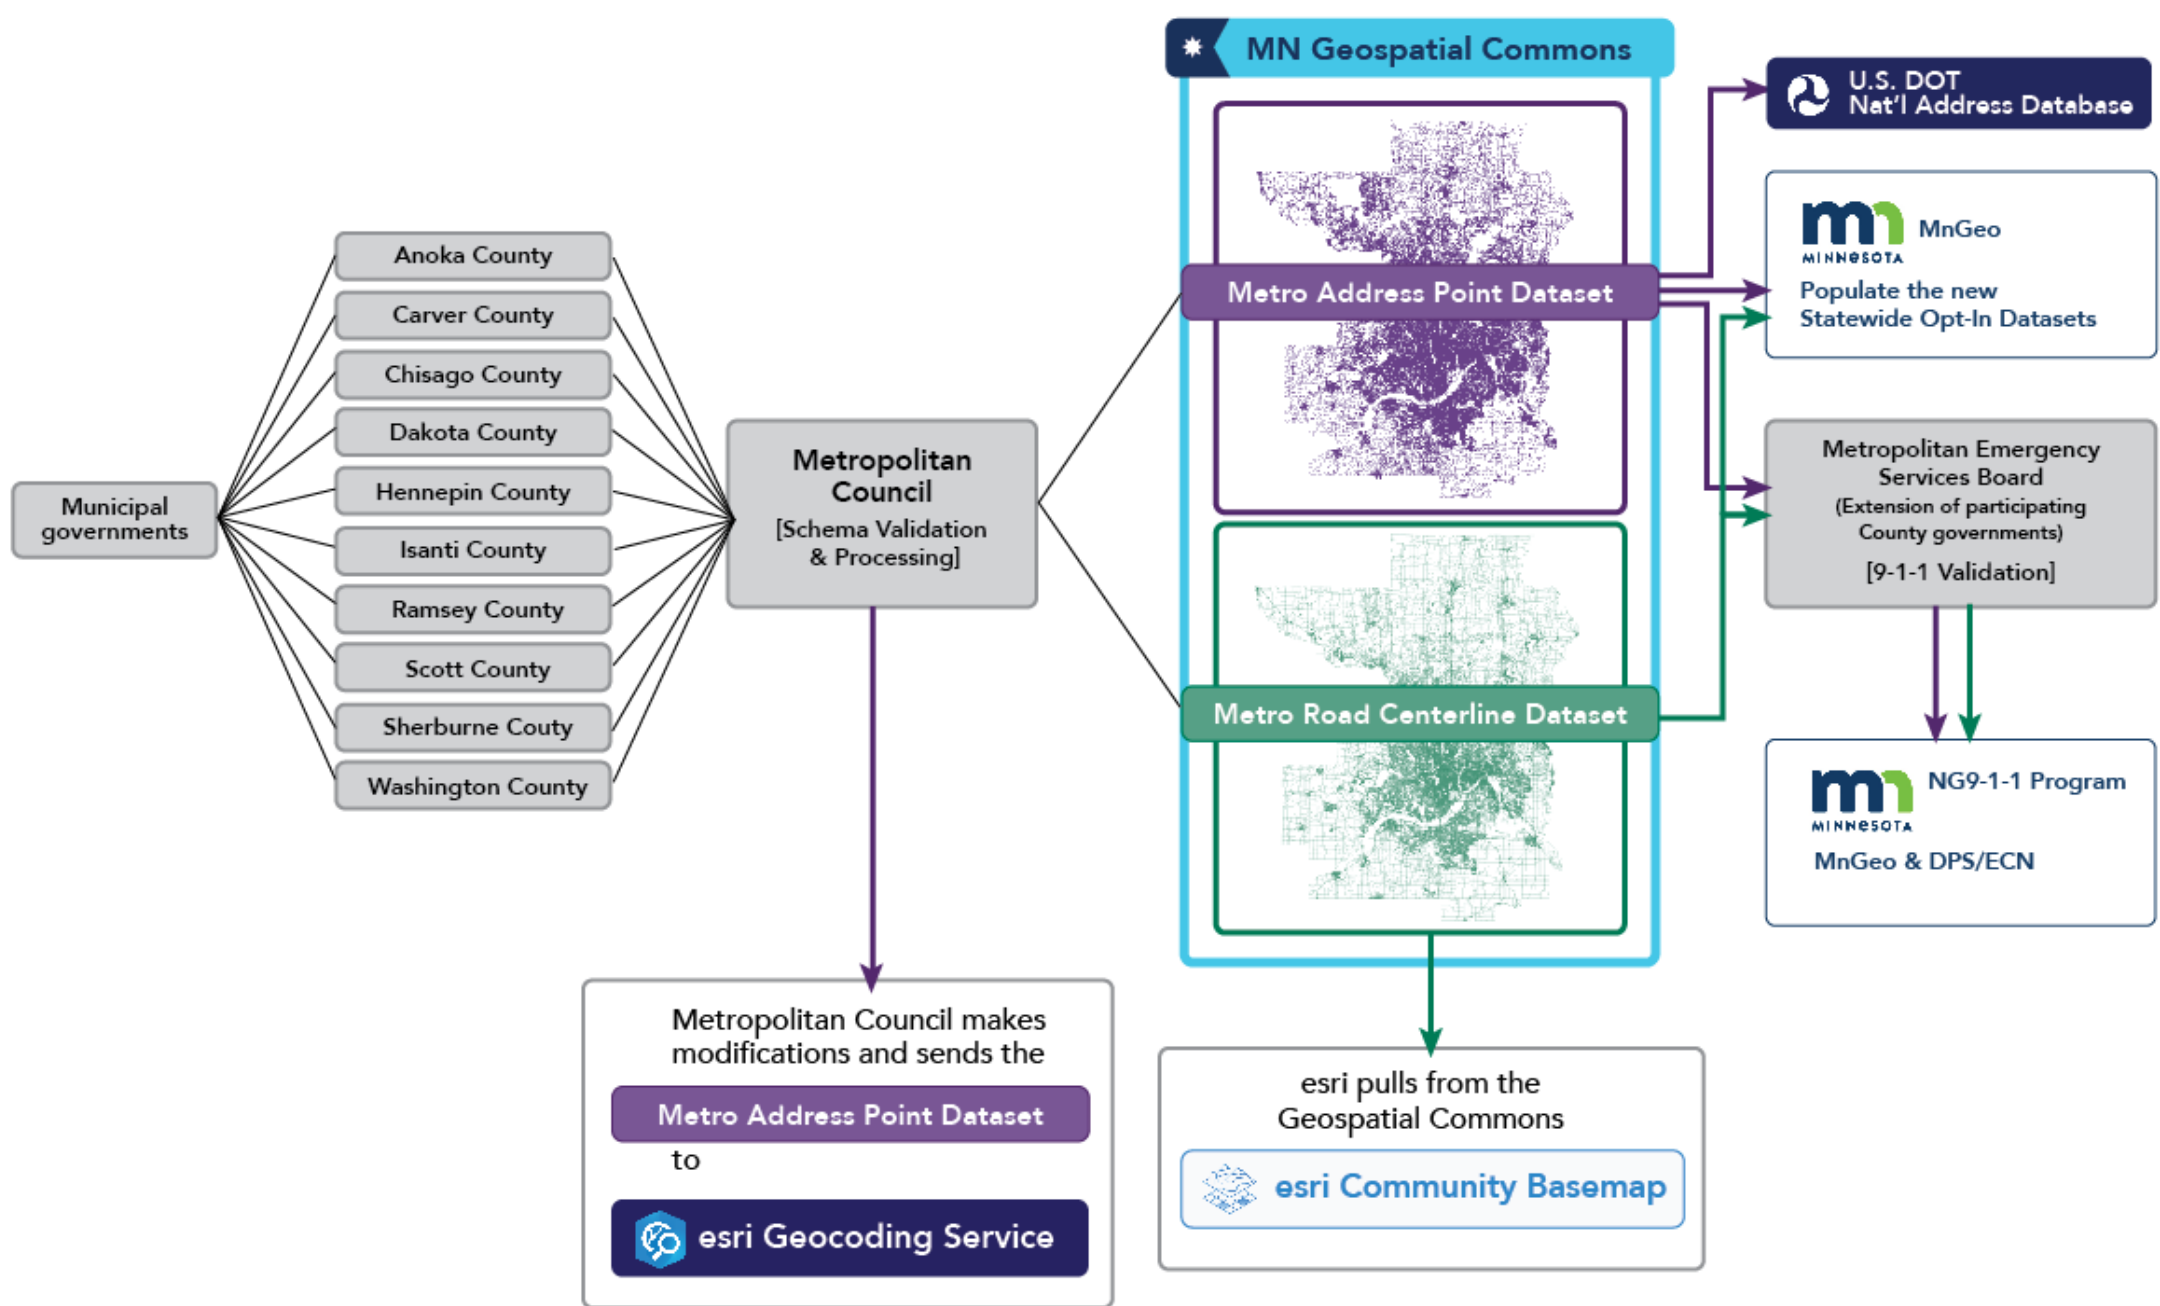 Municipal
governments
Anoka County
Carver County
Chisago County
Dakota County
Hennepin County
Isanti County
Ramsey County
Scott County
Sherburne Couty
Washington County
Metropolitan
Council
[Schema Validation
& Processing]
Metropolitan Council makes
modifications and sends the
Metro Address Point Dataset
to
esri Geocoding Service
MN Geospatial Commons
Metro Address Point Dataset
Metro Road Centerline Dataset
esri pulls from the
Geospatial Commons
esri Community Basemap
U.S. DOT
Nat'l Address Database
mn MnGeo
MINNESOTA
Populate the new
Statewide Opt-In Datasets
Metropolitan Emergency
Services Board
(Extension of participating
County governments)
[9-1-1 Validation]
mn NG9-1-1 Program
MINNESOTA
MnGeo & DPS/ECN